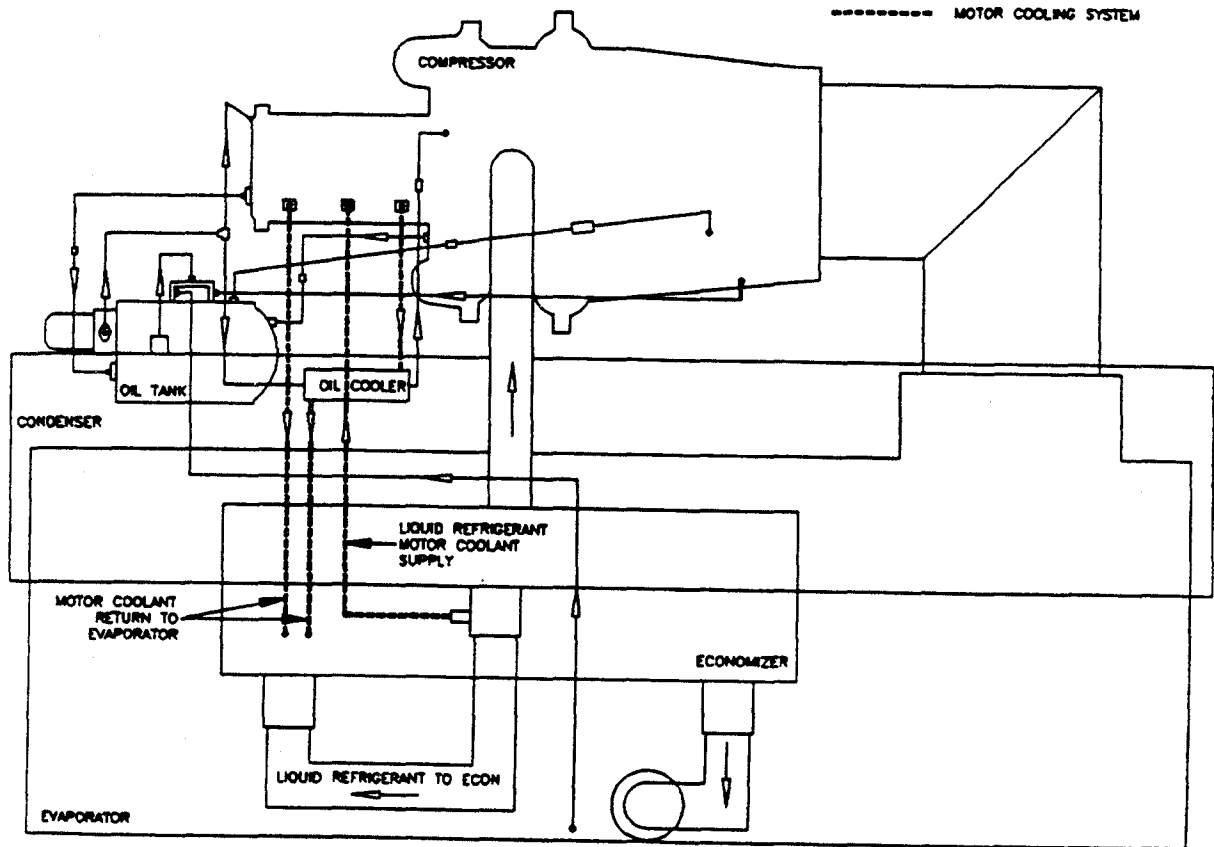 MOTOR COOLING SYSTEM
COMPRESSOR
OIL TANK
OIL COOLER
CONDENSER
LIQUID REFRIGERANT
MOTOR COOLANT
SUPPLY
MOTOR COOLANT
RETURN TO
EVAPORATOR
ECONOMIZER
LIQUID REFRIGERANT TO ECON
EVAPORATOR